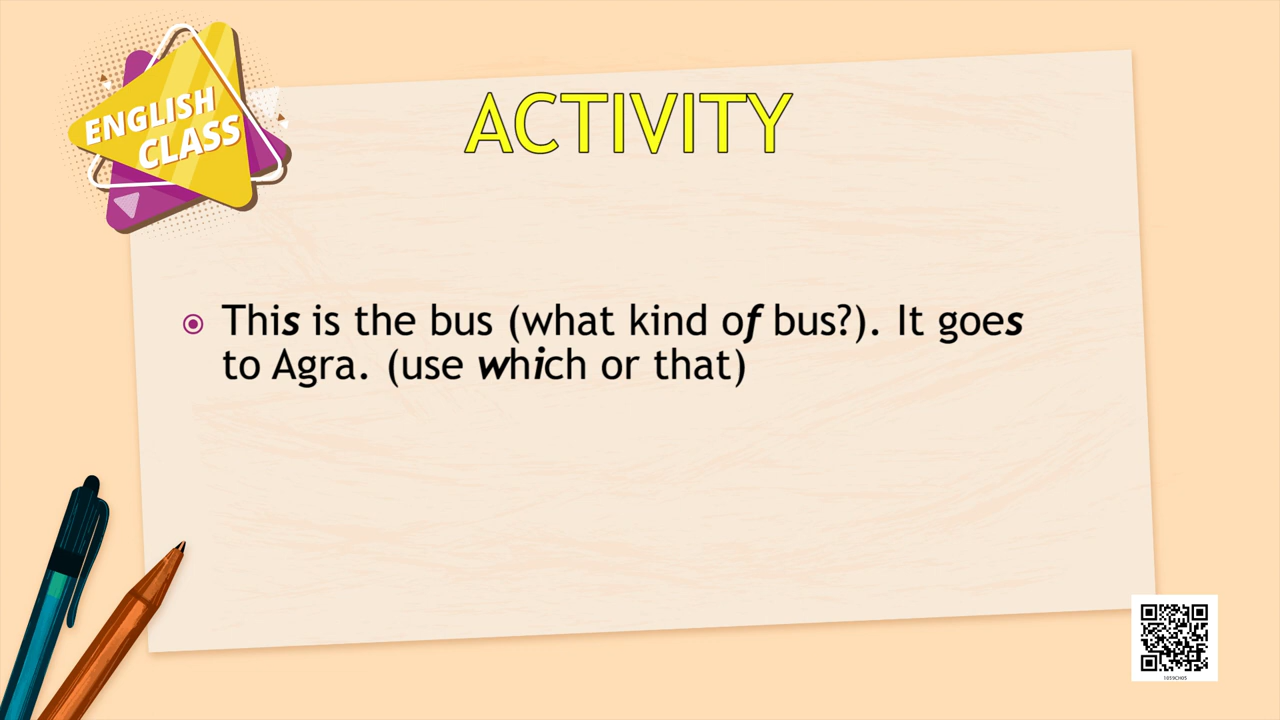 ENGLISH
CLASS
ACTIVITY
This is the bus (what kind of bus?). It goes
to Agra. (use which or that)
1059CH05